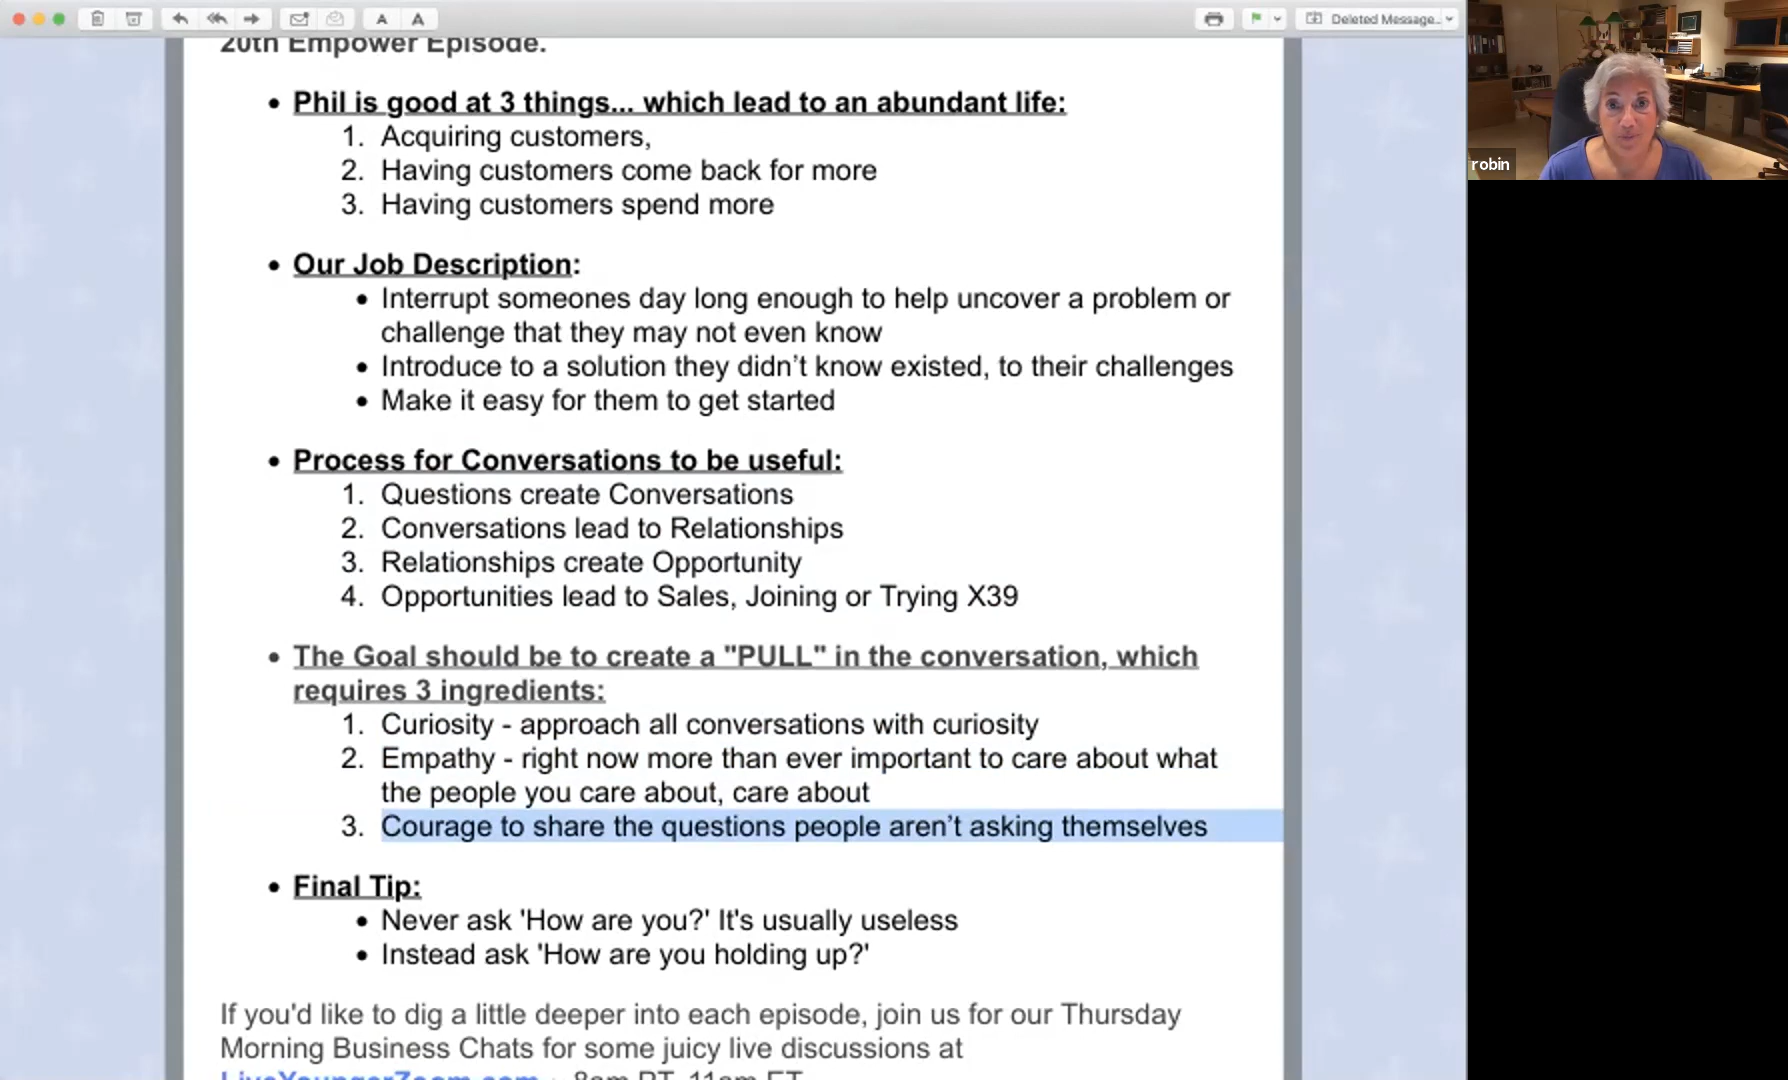 A A
Deleted Message...
20th Empower Episode.
• Phil is good at 3 things... which lead to an abundant life:
1. Acquiring customers,
2. Having customers come back for more
3. Having customers spend more
• Our Job Description:
• Interrupt someones day long enough to help uncover a problem or
challenge that they may not even know
• Introduce to a solution they didn’t know existed, to their challenges
• Make it easy for them to get started
• Process for Conversations to be useful:
1. Questions create Conversations
2. Conversations lead to Relationships
3. Relationships create Opportunity
4. Opportunities lead to Sales, Joining or Trying X39
• The Goal should be to create a "PULL" in the conversation, which
requires 3 ingredients:
1. Curiosity - approach all conversations with curiosity
2. Empathy - right now more than ever important to care about what
the people you care about, care about
3. Courage to share the questions people aren’t asking themselves
• Final Tip:
• Never ask 'How are you?' It's usually useless
• Instead ask 'How are you holding up?'
If you'd like to dig a little deeper into each episode, join us for our Thursday
Morning Business Chats for some juicy live discussions at
LiveYoungerZoom.com - 8am PT, 11am ET
robin